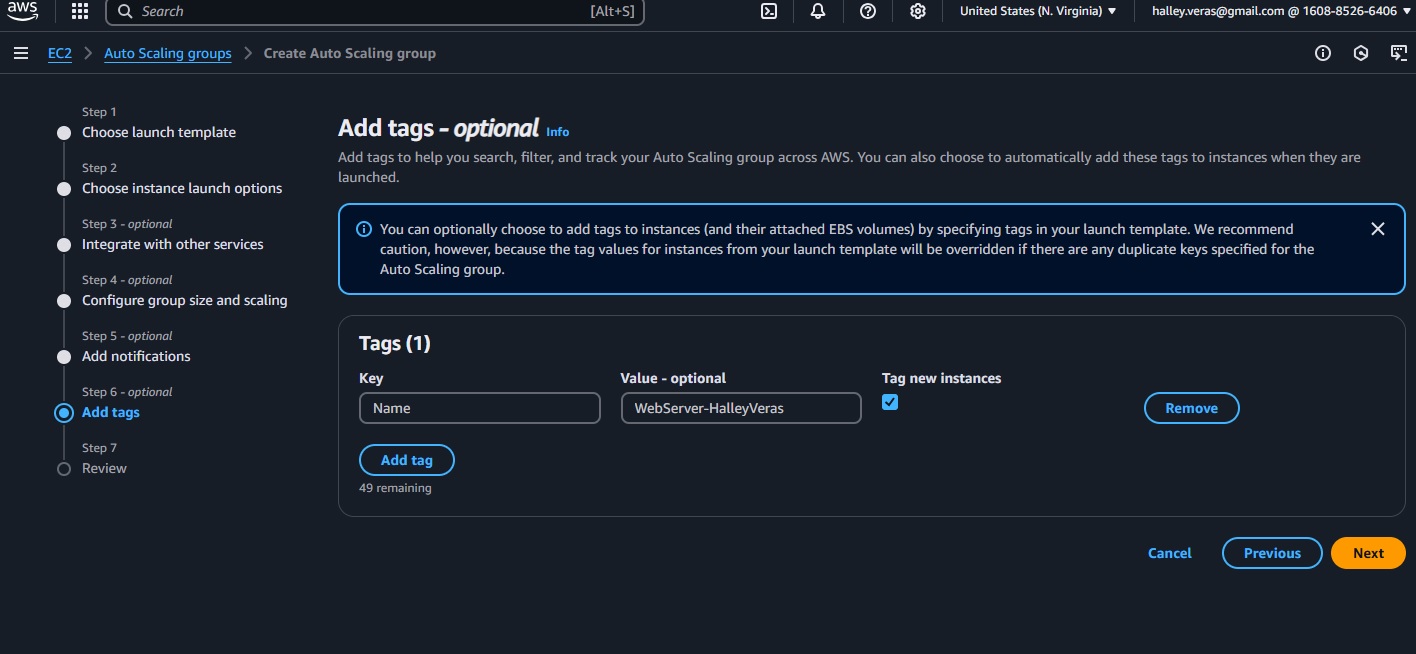 aws
Search [Alt+S]
United States (N. Virginia)
halley.veras@gmail.com @ 1608-8526-6406
EC2 > Auto Scaling groups > Create Auto Scaling group
Step 1
Choose launch template
Step 2
Choose instance launch options
Step 3 - optional
Integrate with other services
Step 4 - optional
Configure group size and scaling
Step 5 - optional
Add notifications
Step 6 - optional
Add tags
Step 7
Review
Add tags - optional Info
Add tags to help you search, filter, and track your Auto Scaling group across AWS. You can also choose to automatically add these tags to instances when they are
launched.
You can optionally choose to add tags to instances (and their attached EBS volumes) by specifying tags in your launch template. We recommend
caution, however, because the tag values for instances from your launch template will be overridden if there are any duplicate keys specified for the
Auto Scaling group.
Tags (1)
Key Value - optional Tag new instances
Name WebServer-HalleyVeras Remove
Add tag
49 remaining
Cancel Previous Next